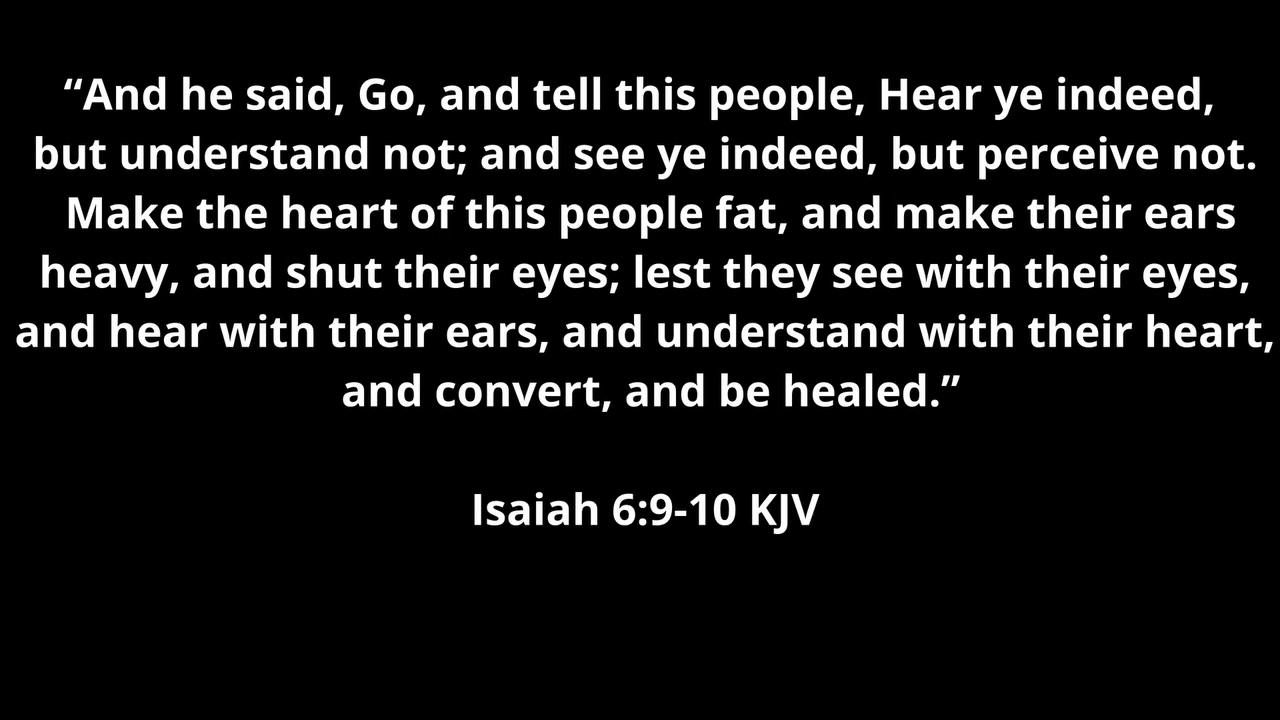 “And he said, Go, and tell this people, Hear ye indeed,
but understand not; and see ye indeed, but perceive not.
Make the heart of this people fat, and make their ears
heavy, and shut their eyes; lest they see with their eyes,
and hear with their ears, and understand with their heart,
and convert, and be healed.”
Isaiah 6:9-10 KJV